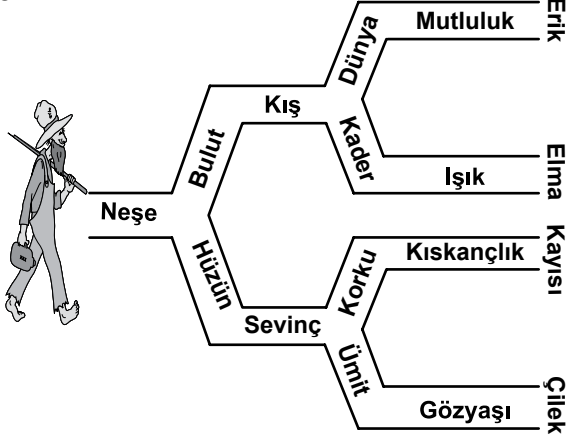 Neşe
Bulut
Kış
Dünya
Mutluluk
Erik
Kader
Işık
Elma
Hüzün
Sevinç
Korku
Kıskançlık
Kayısı
Ümit
Gözyaşı
Çilek